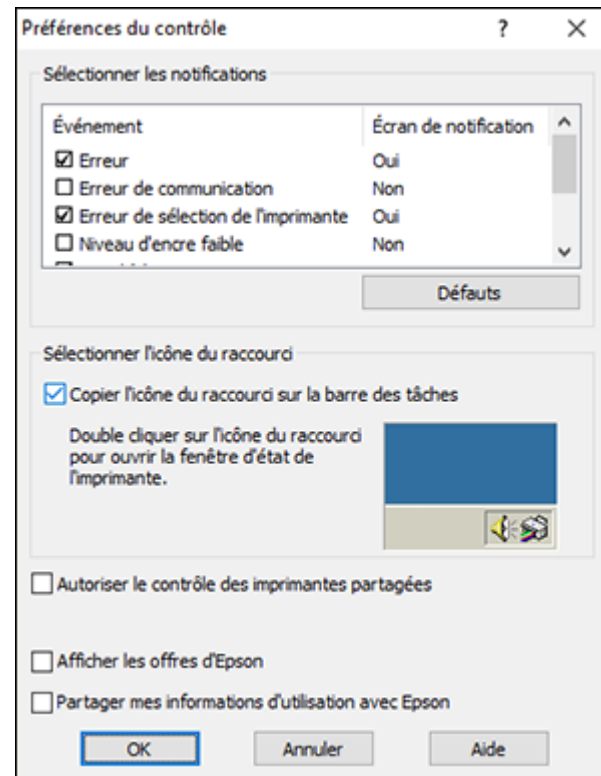 Préférences du contrôle
Sélectionner les notifications
Événement Écran de notification
Erreur Oui
Erreur de communication Non
Erreur de sélection de l'imprimante Oui
Niveau d'encre faible Non
Défauts
Sélectionner l'icône du raccourci
Copier l'icône du raccourci sur la barre des tâches
Double cliquer sur l'icône du raccourci
pour ouvrir la fenêtre d'état de
l'imprimante.
Autoriser le contrôle des imprimantes partagées
Afficher les offres d'Epson
Partager mes informations d'utilisation avec Epson
OK Annuler Aide